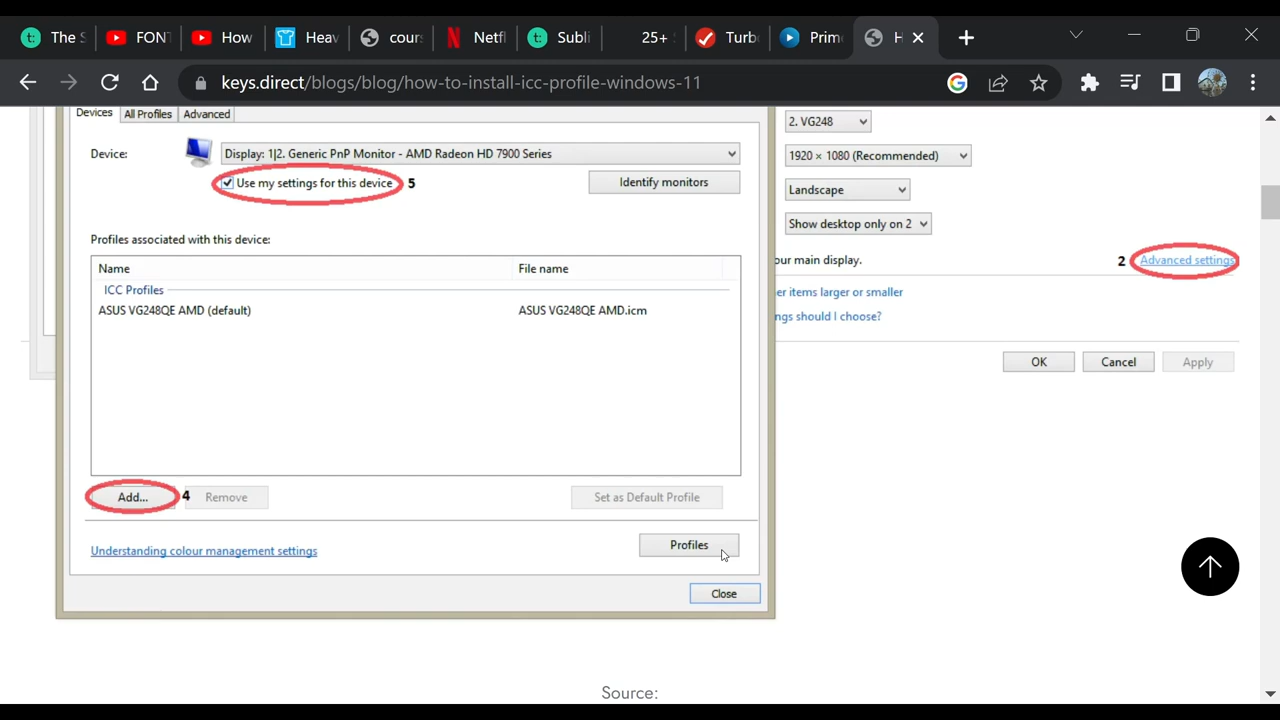 The S
FONT
How
Heav
cours
Netfl
Subli
25+
Turbo
Prime
H
keys.direct/blogs/blog/how-to-install-icc-profile-windows-11
Devices All Profiles Advanced
Device:
Display: 1|2. Generic PnP Monitor - AMD Radeon HD 7900 Series
Use my settings for this device 5
Identify monitors
Profiles associated with this device:
Name File name
ICC Profiles
ASUS VG248QE AMD (default) ASUS VG248QE AMD.icm
Add... 4 Remove Set as Default Profile
Understanding colour management settings
Profiles
Close
2. VG248
1920 × 1080 (Recommended)
Landscape
Show desktop only on 2
our main display. 2 Advanced settings
er items larger or smaller
ngs should I choose?
OK Cancel Apply
Source: